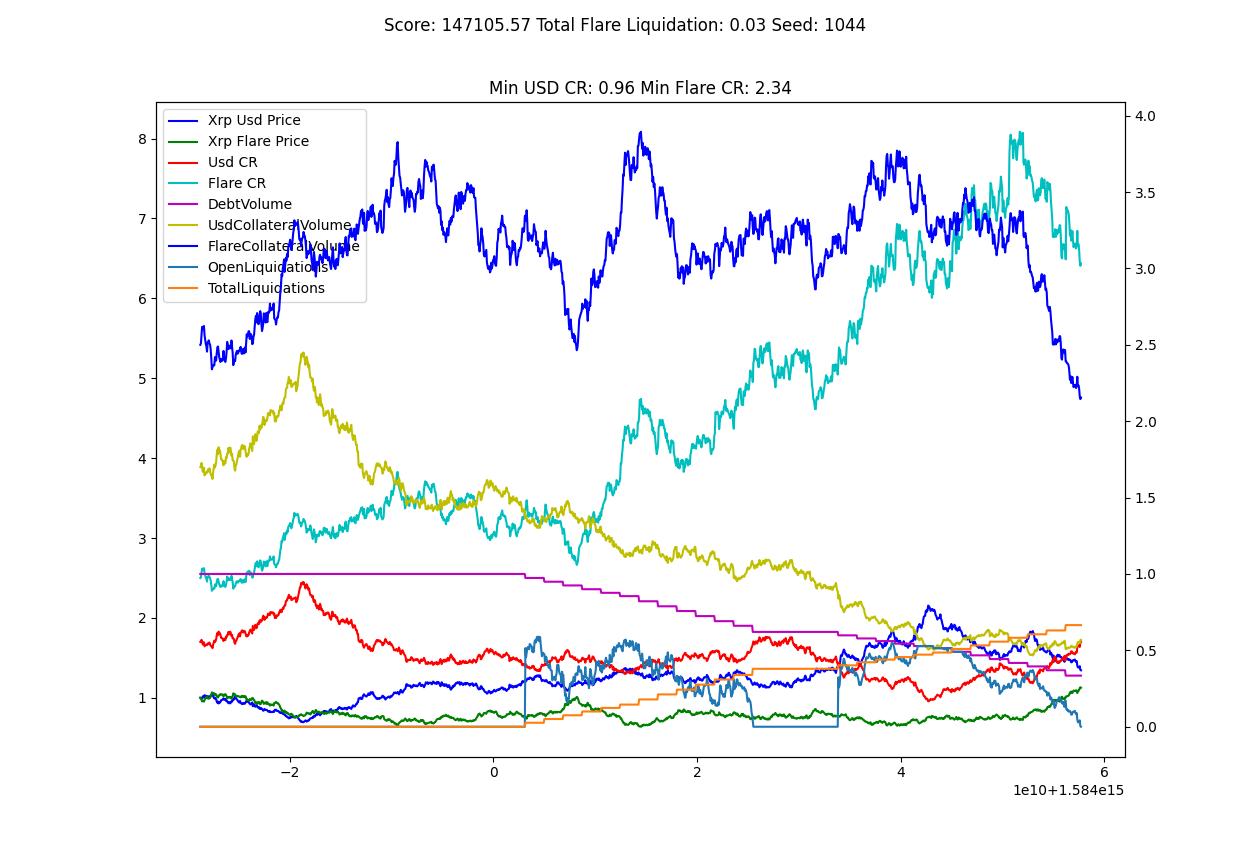 Score: 147105.57 Total Flare Liquidation: 0.03 Seed: 1044
Min USD CR: 0.96 Min Flare CR: 2.34
Xrp Usd Price
Xrp Flare Price
Usd CR
Flare CR
DebtVolume
UsdCollateralVolume
FlareCollateralVolume
OpenLiquidations
TotalLiquidations
8
7
6
5
4
3
2
1
4.0
3.5
3.0
2.5
2.0
1.5
1.0
0.5
0.0
−2
0
2
4
6
1e10+1.584e15